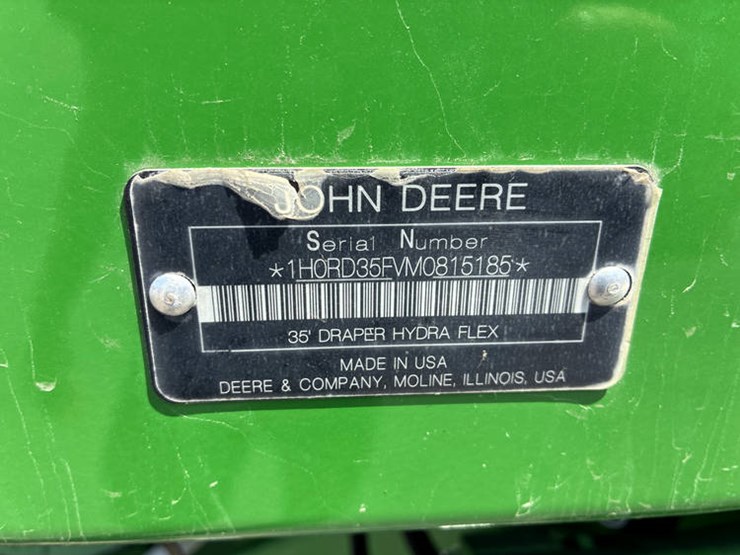 JOHN DEERE
Serial Number
*1H0RD35FVM0815185*
35' DRAPER HYDRA FLEX
MADE IN USA
DEERE & COMPANY, MOLINE, ILLINOIS, USA